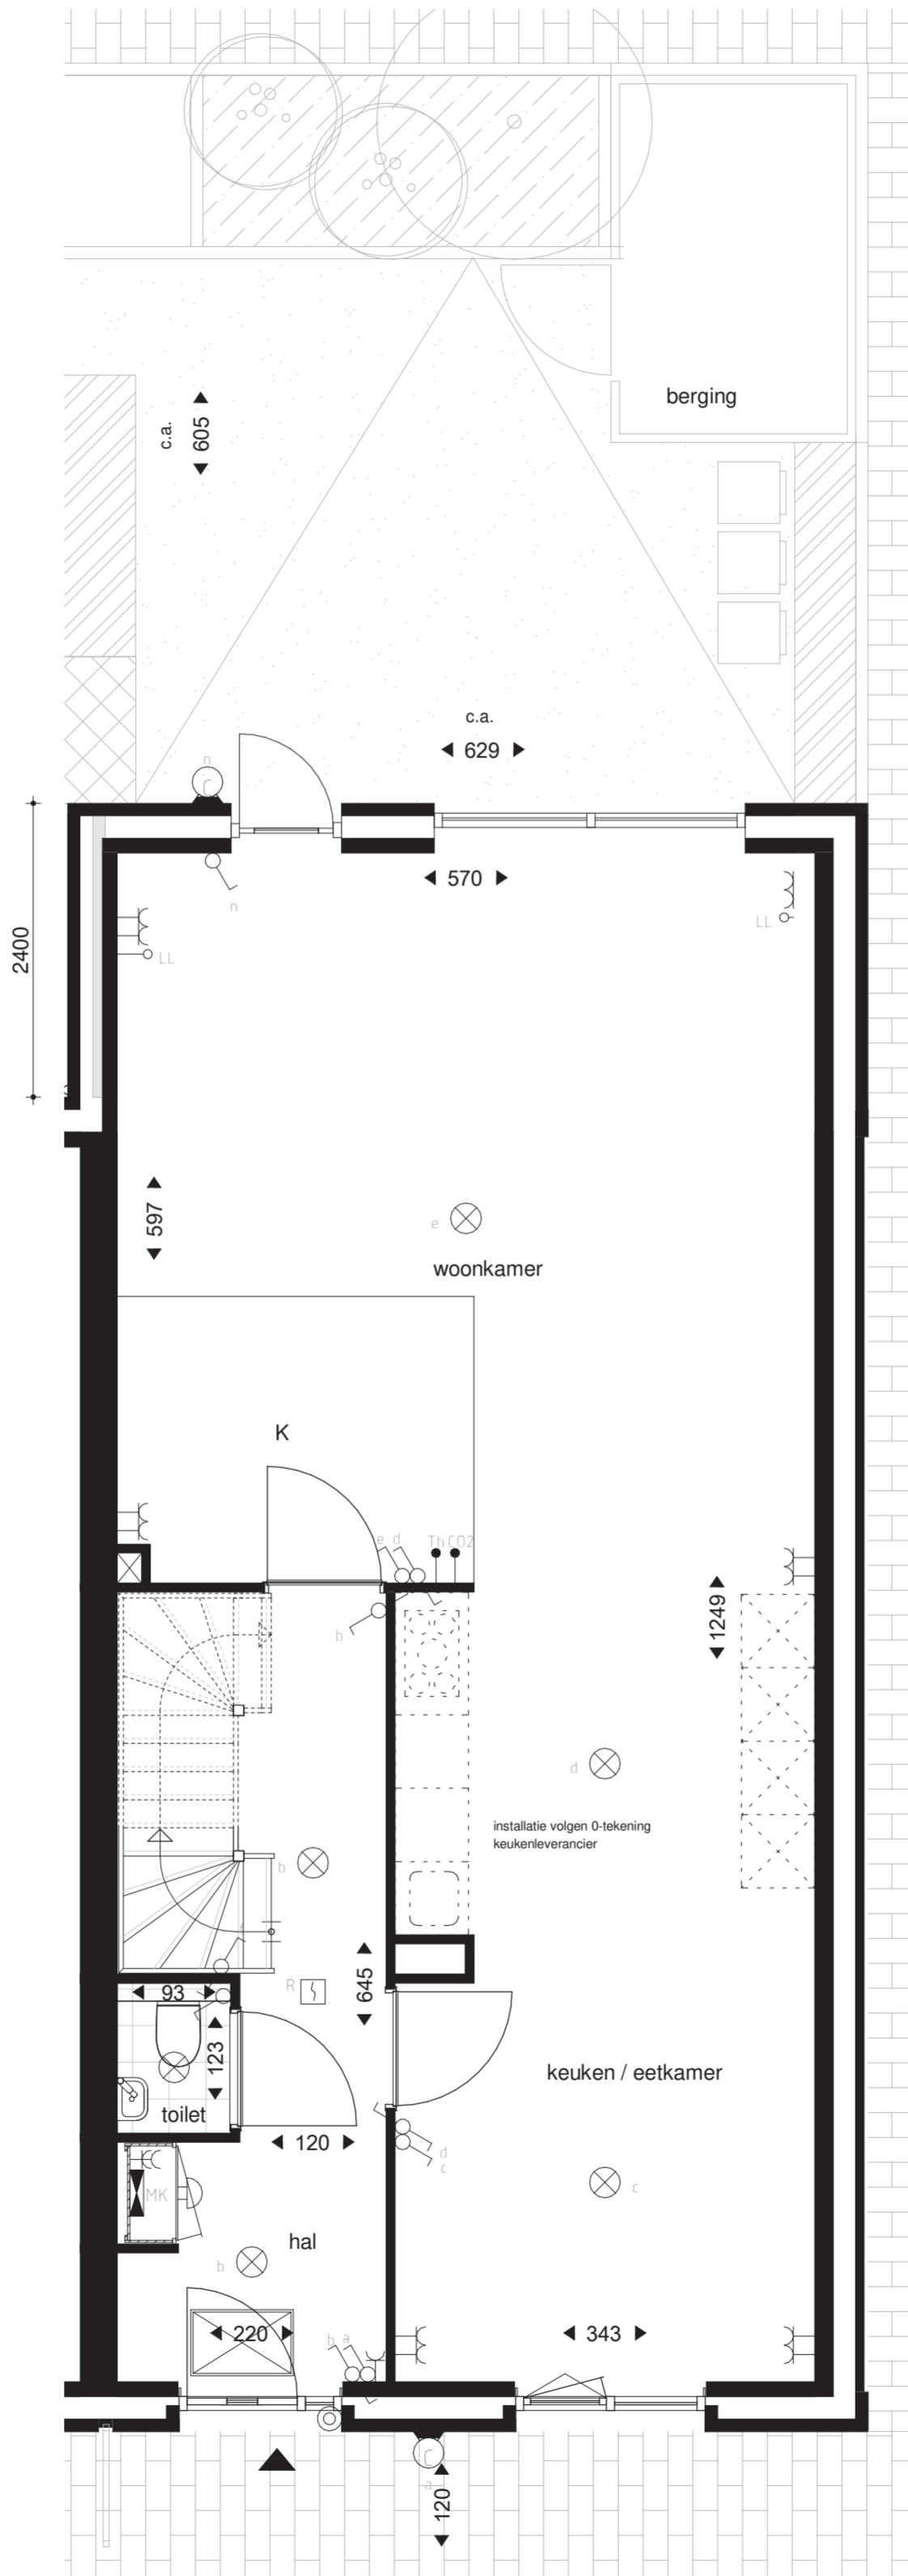 berging
c.a.
605
c.a.
629
n
C
570
n
LL
LL
2400
597
e
woonkamer
K
e d
Th CO2
b
1249
d
installatie volgen 0-tekening
keukenleverancier
b
R
645
93
123
toilet
keuken / eetkamer
120
d
c
MK
c
hal
b
220
b a
343
C
a
120